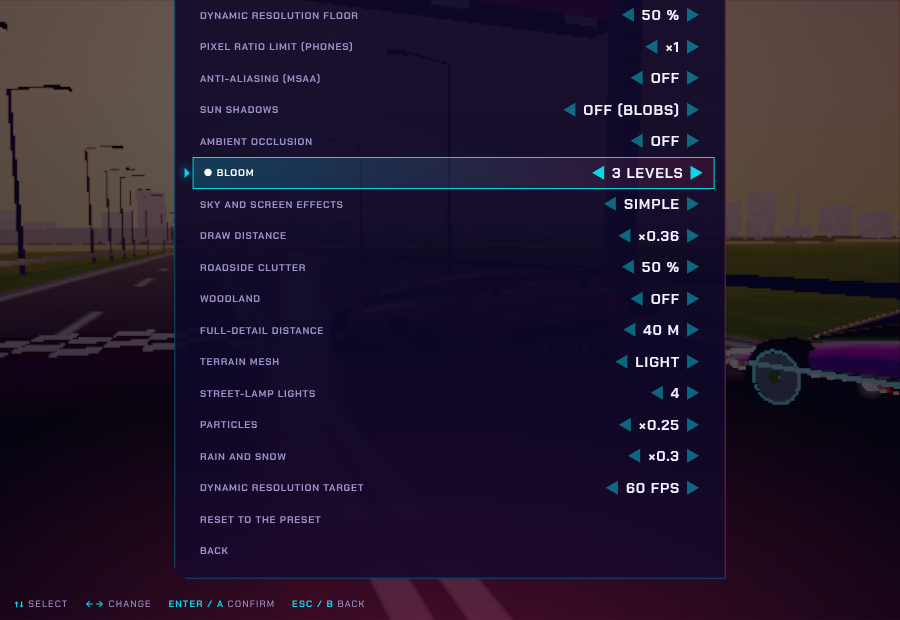 DYNAMIC RESOLUTION FLOOR 50 %
PIXEL RATIO LIMIT (PHONES) ×1
ANTI-ALIASING (MSAA) OFF
SUN SHADOWS OFF (BLOBS)
AMBIENT OCCLUSION OFF
BLOOM 3 LEVELS
SKY AND SCREEN EFFECTS SIMPLE
DRAW DISTANCE ×0.36
ROADSIDE CLUTTER 50 %
WOODLAND OFF
FULL-DETAIL DISTANCE 40 M
TERRAIN MESH LIGHT
STREET-LAMP LIGHTS 4
PARTICLES ×0.25
RAIN AND SNOW ×0.3
DYNAMIC RESOLUTION TARGET 60 FPS
RESET TO THE PRESET
BACK
↑↓ SELECT ←→ CHANGE ENTER / A CONFIRM ESC / B BACK